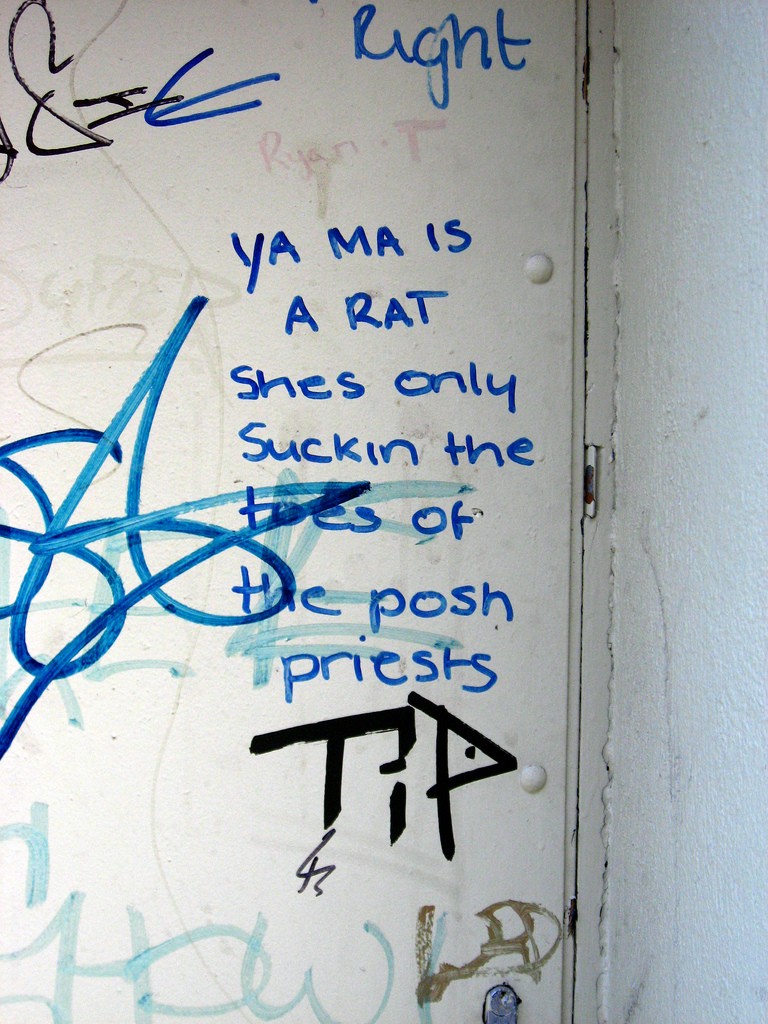 Right
Ryan . T
YA MA IS
A RAT
Shes only
Suckin the
toes of
the posh
priests
TiP